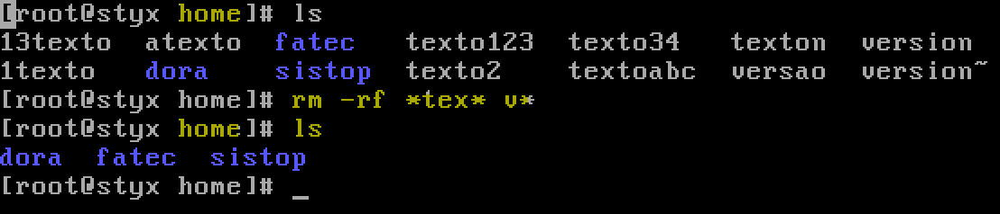 [root@styx home]# ls
13texto  atexto  fatec   texto123  texto34   texton  version
1texto   dora    sistop  texto2    textoabc  versao  version~
[root@styx home]# rm -rf *tex* v*
[root@styx home]# ls
dora  fatec  sistop
[root@styx home]# _